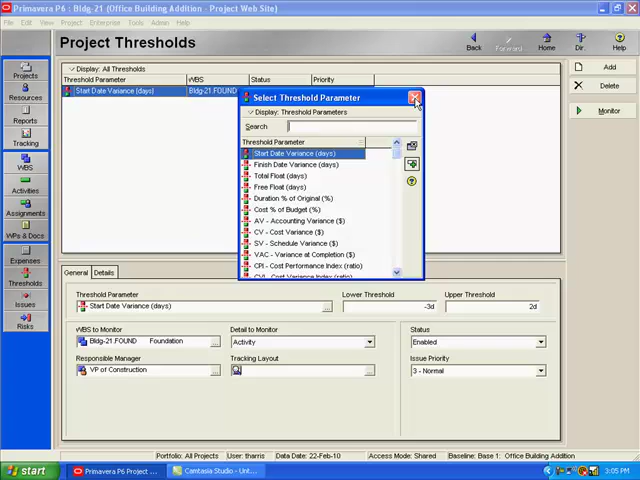 Primavera P6 : Bldg-21 (Office Building Addition - Project Web Site)
File Edit View Project Enterprise Tools Admin Help
Project Thresholds
Back
Forward
Home
Dir.
Help
Projects
Resources
Reports
Tracking
WBS
Activities
Assignments
WPs & Docs
Expenses
Thresholds
Issues
Risks
Display: All Thresholds
Threshold Parameter WBS Status Priority
Start Date Variance (days) Bldg-21.FOUND
Add
Delete
Monitor
Select Threshold Parameter
Display: Threshold Parameters
Search
Threshold Parameter
Start Date Variance (days)
Finish Date Variance (days)
Total Float (days)
Free Float (days)
Duration % of Original (%)
Cost % of Budget (%)
AV - Accounting Variance ($)
CV - Cost Variance ($)
SV - Schedule Variance ($)
VAC - Variance at Completion ($)
CPI - Cost Performance Index (ratio)
CVI - Cost Variance Index (ratio)
General Details
Threshold Parameter Lower Threshold Upper Threshold
Start Date Variance (days) ... -3d 2d
WBS to Monitor Detail to Monitor Status
Bldg-21.FOUND Foundation ... Activity Enabled
Responsible Manager Tracking Layout Issue Priority
VP of Construction ... ... 3 - Normal
Portfolio: All Projects User: tharris Data Date: 22-Feb-10 Access Mode: Shared Baseline: Base 1 Office Building Addition
start Primavera P6 : Project ... Camtasia Studio - Unt... 3:05 PM